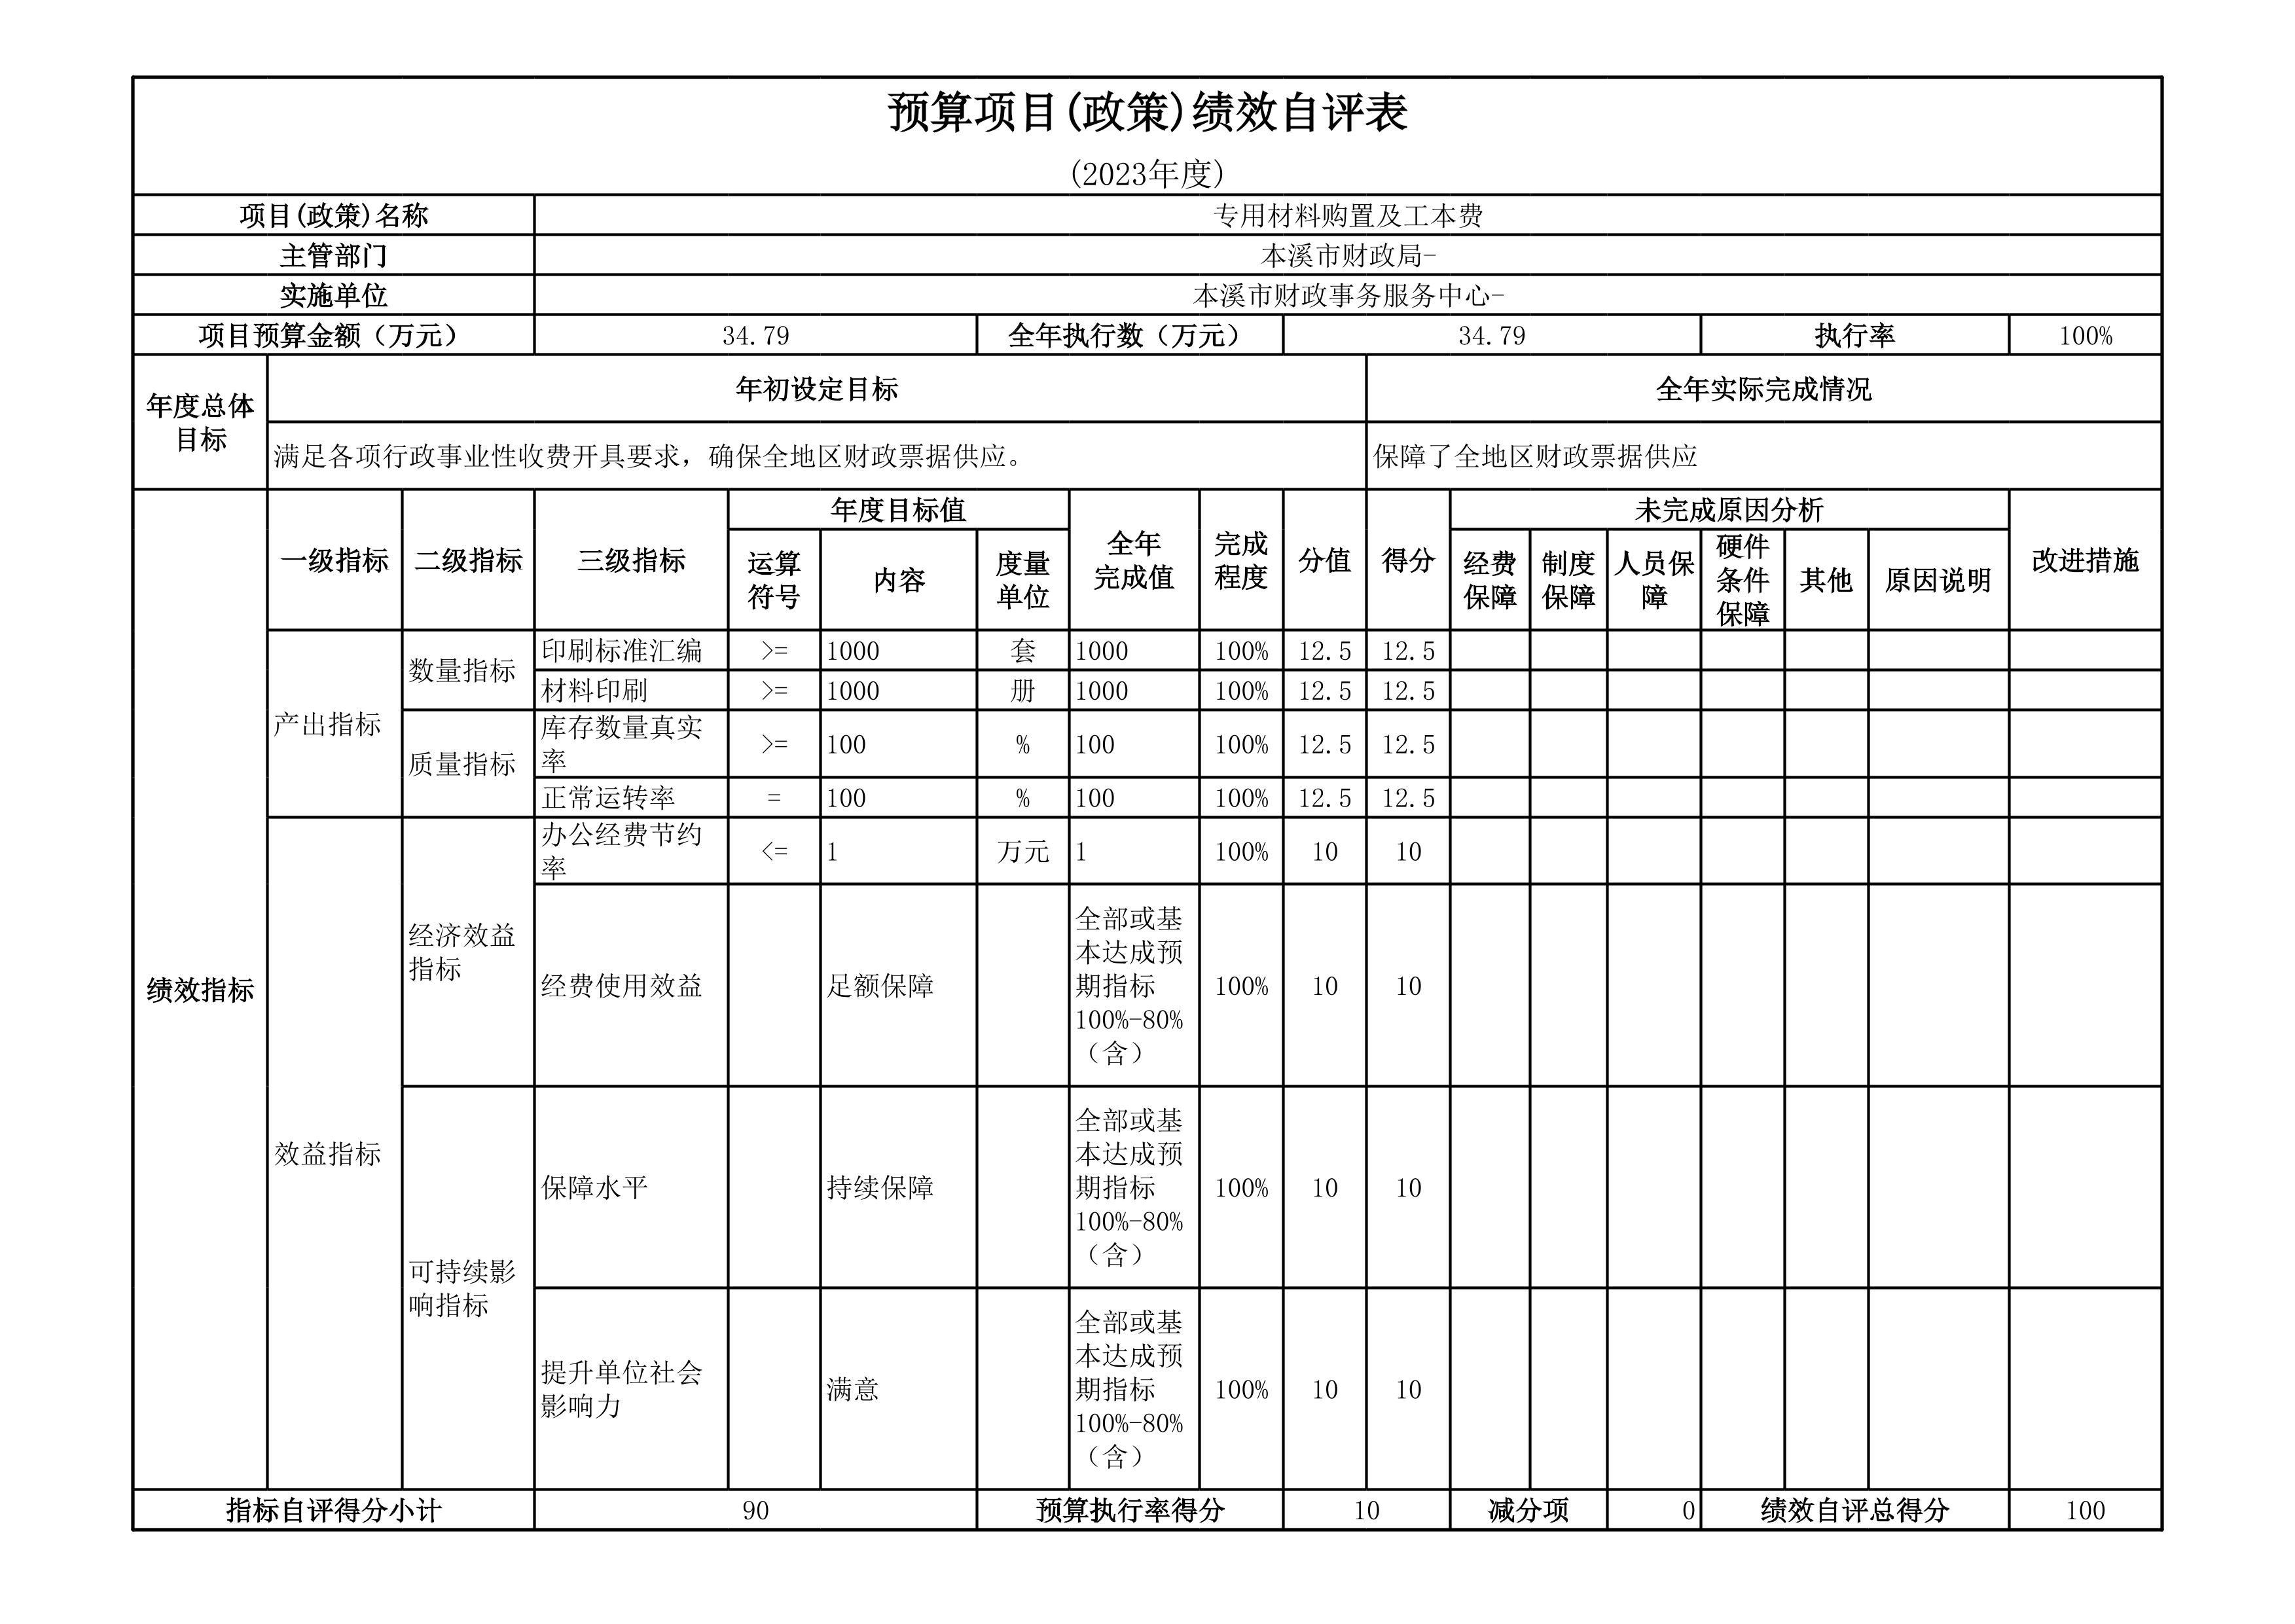 预算项目(政策)绩效自评表
(2023年度)
项目(政策)名称 专用材料购置及工本费
主管部门 本溪市财政局-
实施单位 本溪市财政事务服务中心-
项目预算金额（万元） 34.79 全年执行数（万元） 34.79 执行率 100%
年度总体
目标
年初设定目标 全年实际完成情况
满足各项行政事业性收费开具要求，确保全地区财政票据供应。 保障了全地区财政票据供应
绩效指标
一级指标 二级指标 三级指标
年度目标值
运算
符号
内容
度量
单位
全年
完成值
完成
程度
分值 得分
未完成原因分析
经费
保障
制度
保障
人员保
障
硬件
条件
保障
其他 原因说明
改进措施
产出指标
数量指标
印刷标准汇编 >= 1000 套 1000 100% 12.5 12.5
材料印刷 >= 1000 册 1000 100% 12.5 12.5
质量指标
库存数量真实
率
>= 100 % 100 100% 12.5 12.5
正常运转率 = 100 % 100 100% 12.5 12.5
效益指标
经济效益
指标
办公经费节约
率
<= 1 万元 1 100% 10 10
经费使用效益 足额保障
全部或基
本达成预
期指标
100%-80%
（含）
100% 10 10
可持续影
响指标
保障水平 持续保障
全部或基
本达成预
期指标
100%-80%
（含）
100% 10 10
提升单位社会
影响力
满意
全部或基
本达成预
期指标
100%-80%
（含）
100% 10 10
指标自评得分小计 90 预算执行率得分 10 减分项 0 绩效自评总得分 100